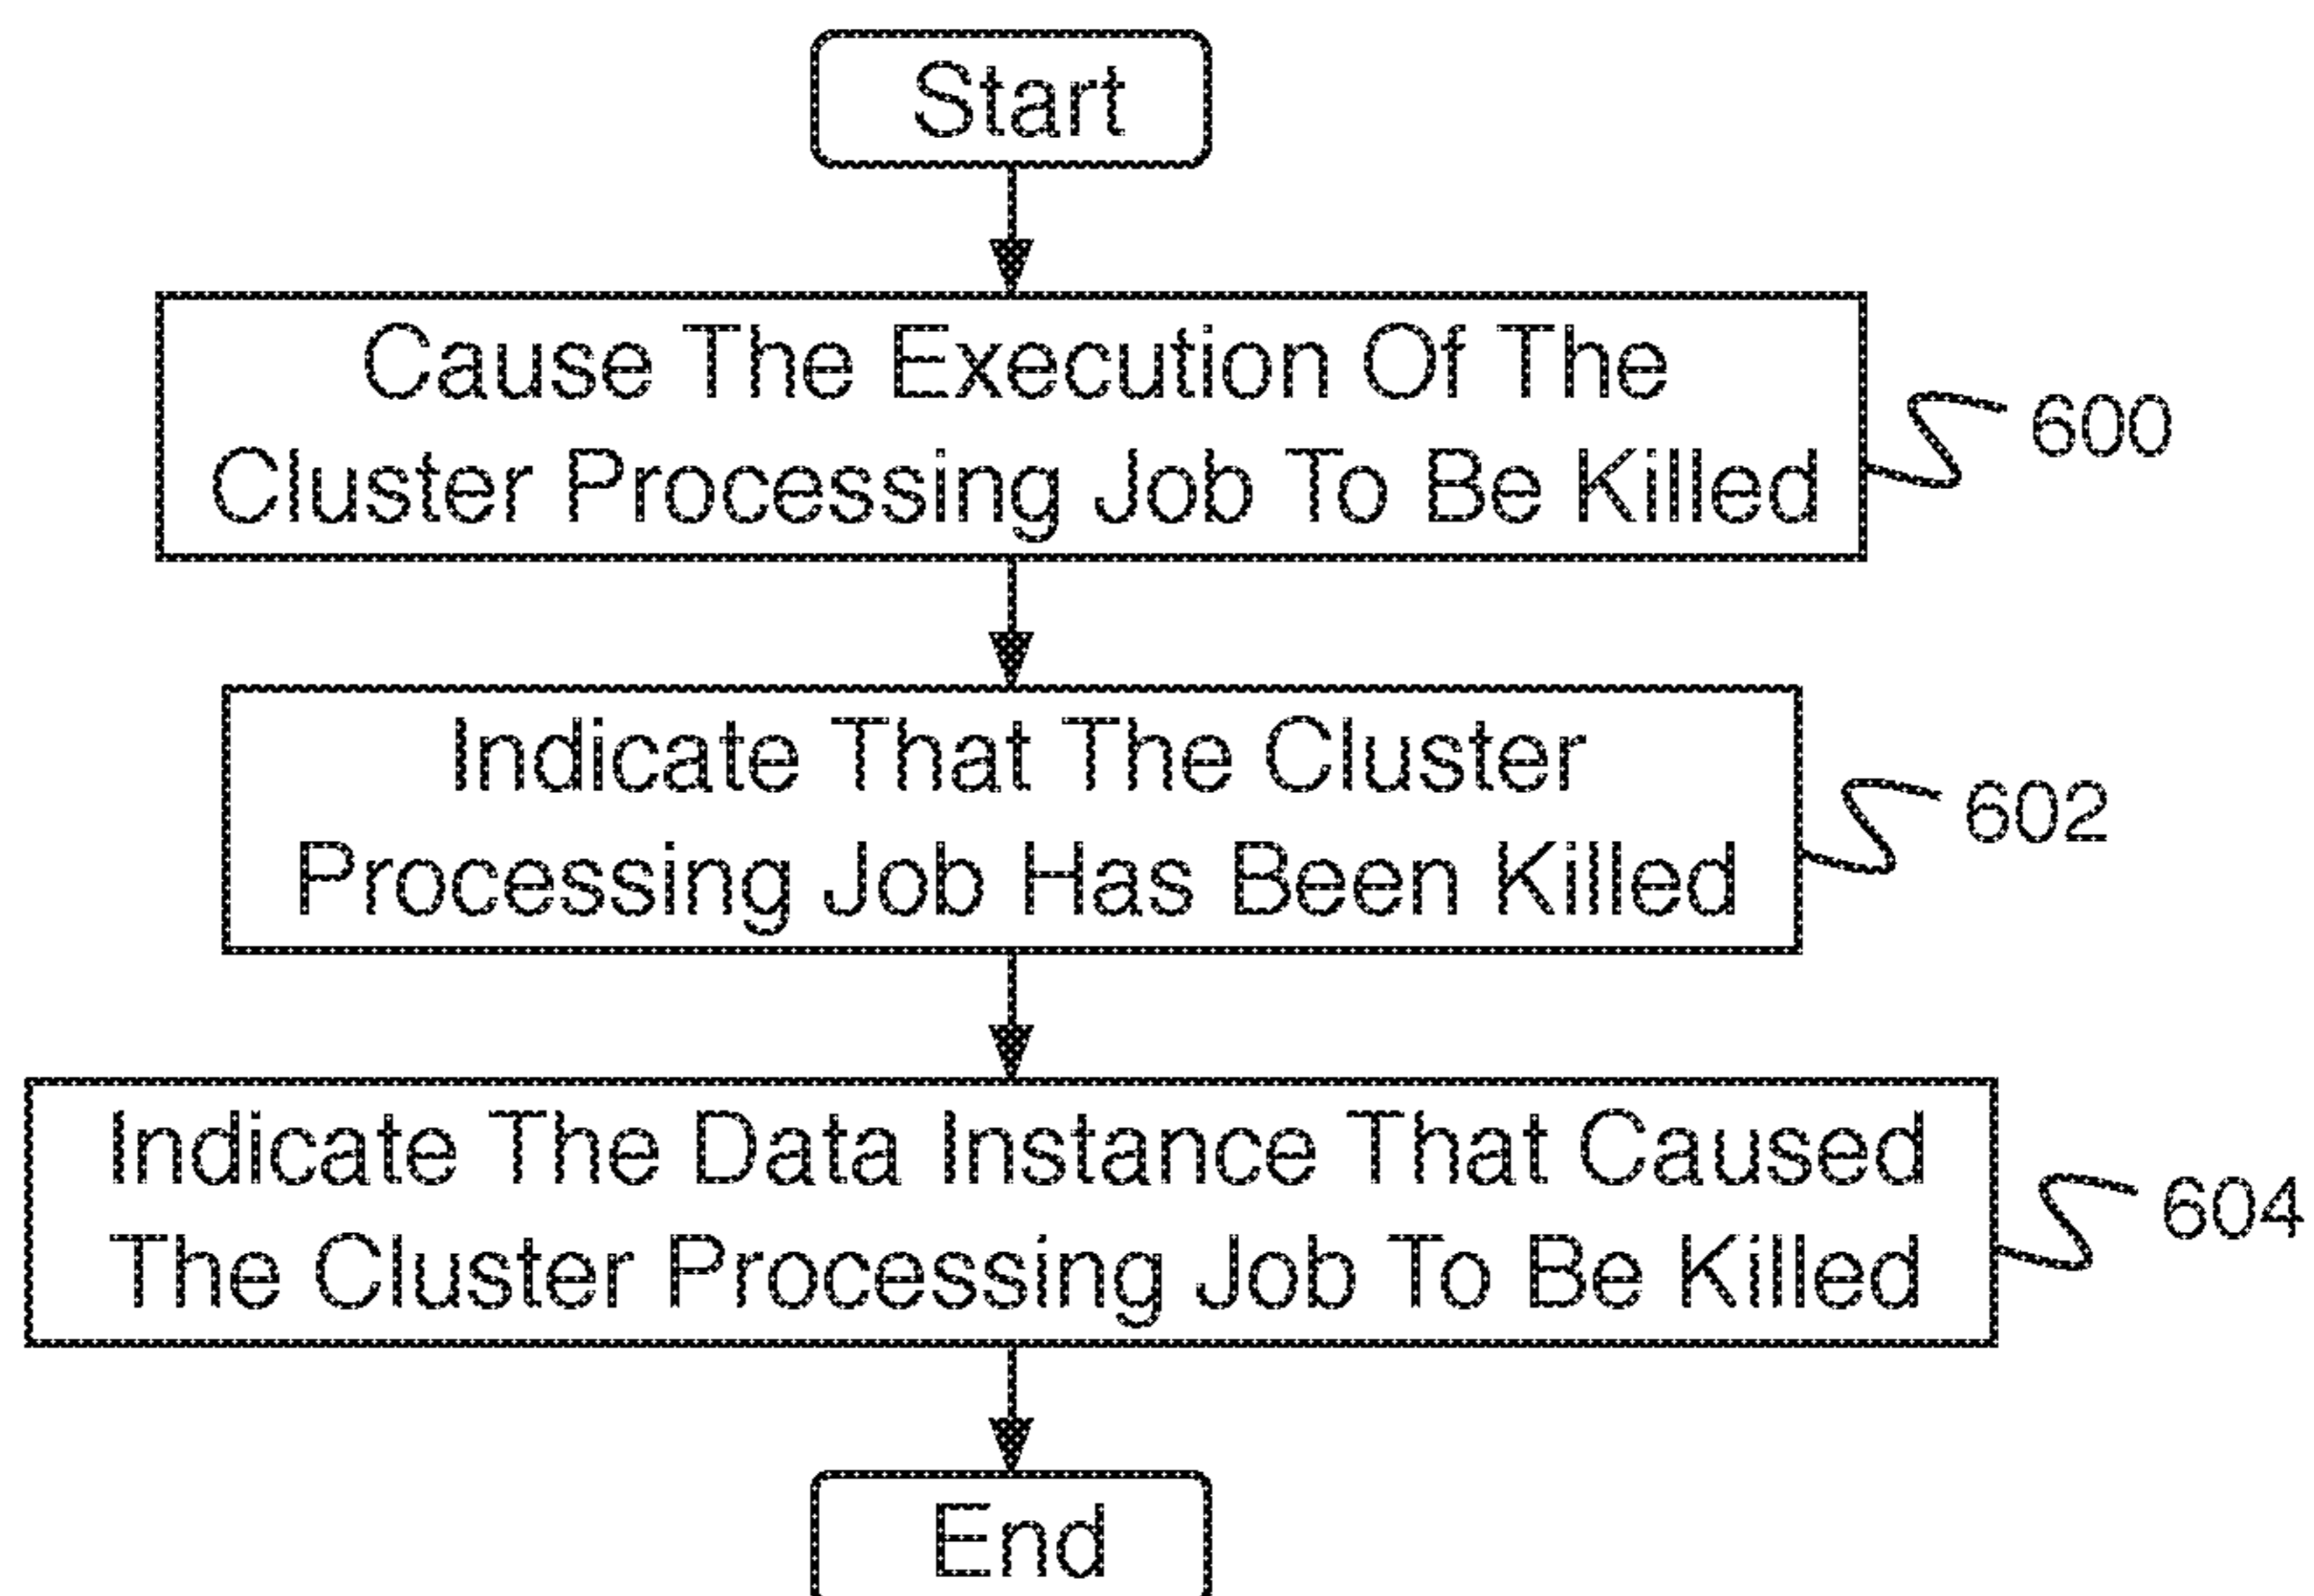 Start
Cause The Execution Of The
Cluster Processing Job To Be Killed
600
Indicate That The Cluster
Processing Job Has Been Killed
602
Indicate The Data Instance That Caused
The Cluster Processing Job To Be Killed
604
End